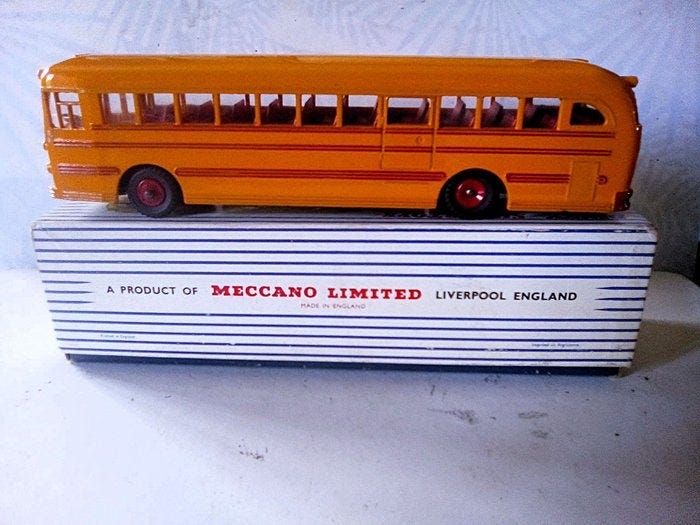 A PRODUCT OF MECCANO LIMITED LIVERPOOL ENGLAND
MADE IN ENGLAND